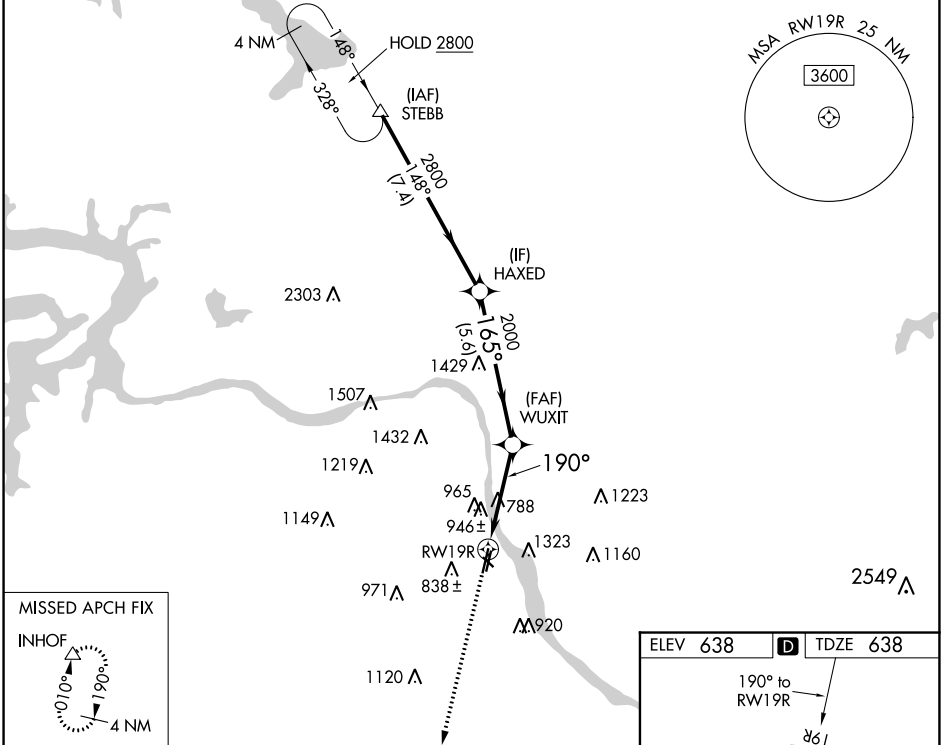 4 NM
148°
328°
HOLD 2800
(IAF)
STEBB
2800
148°
(7.4)
MSA RW19R 25 NM
3600
(IF)
HAXED
2303
2000
165°
(5.6)
1429
1507
(FAF)
WUXIT
1432
190°
1219
965
788
1223
946±
1149
1323
RW19R
1160
838±
971
2549
920
1120
MISSED APCH FIX
INHOF
010°
190°
4 NM
ELEV 638
D
TDZE 638
190° to
RW19R
19R